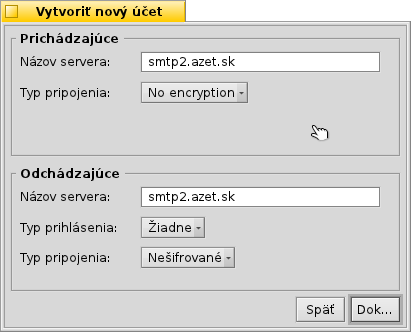 Vytvoriť nový účet
Prichádzajúce
Názov servera: smtp2.azet.sk
Typ pripojenia: No encryption
Odchádzajúce
Názov servera: smtp2.azet.sk
Typ prihlásenia: Žiadne
Typ pripojenia: Nešifrované
Späť Dok...